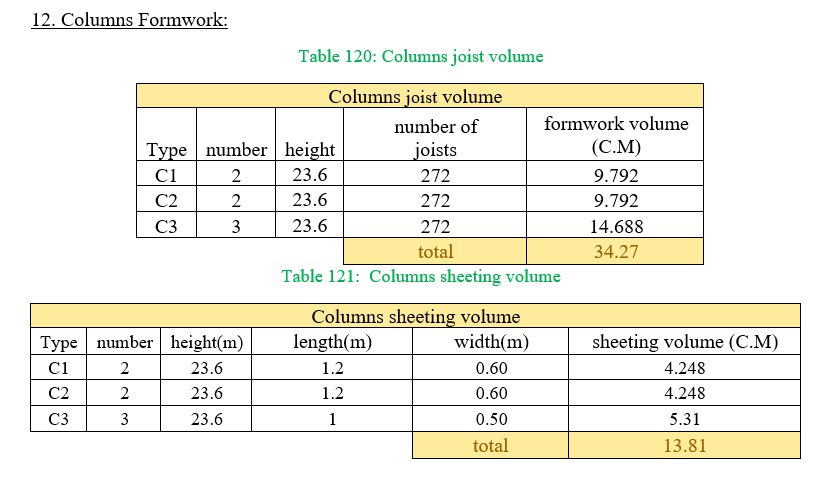 12. Columns Formwork:
Table 120: Columns joist volume
Columns joist volume
Type number height number of joists formwork volume (C.M)
C1 2 23.6 272 9.792
C2 2 23.6 272 9.792
C3 3 23.6 272 14.688
total 34.27
Table 121: Columns sheeting volume
Columns sheeting volume
Type number height(m) length(m) width(m) sheeting volume (C.M)
C1 2 23.6 1.2 0.60 4.248
C2 2 23.6 1.2 0.60 4.248
C3 3 23.6 1 0.50 5.31
total 13.81